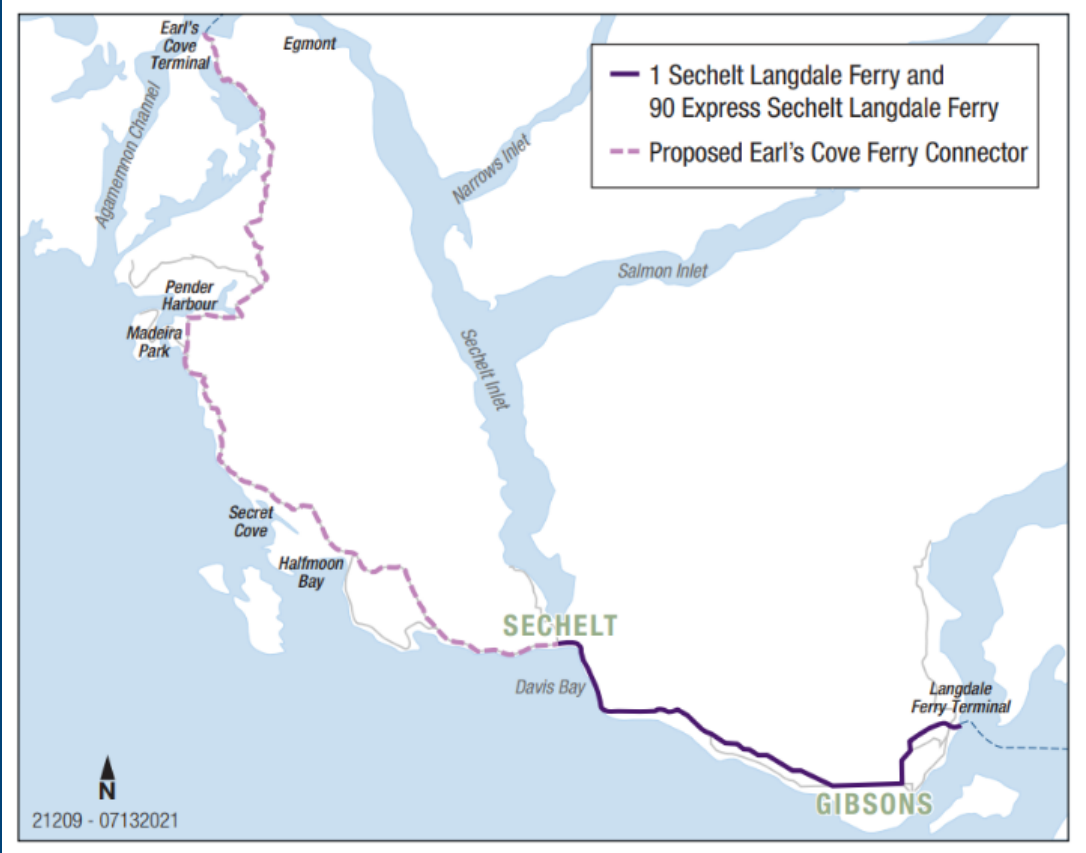 Earl's
Cove
Terminal
Egmont
1 Sechelt Langdale Ferry and
90 Express Sechelt Langdale Ferry
Proposed Earl's Cove Ferry Connector
Agamemnon Channel
Narrows Inlet
Salmon Inlet
Pender
Harbour
Madeira
Park
Sechelt Inlet
Secret
Cove
Halfmoon
Bay
SECHELT
Davis Bay
Langdale
Ferry Terminal
GIBSONS
N
21209 - 07132021